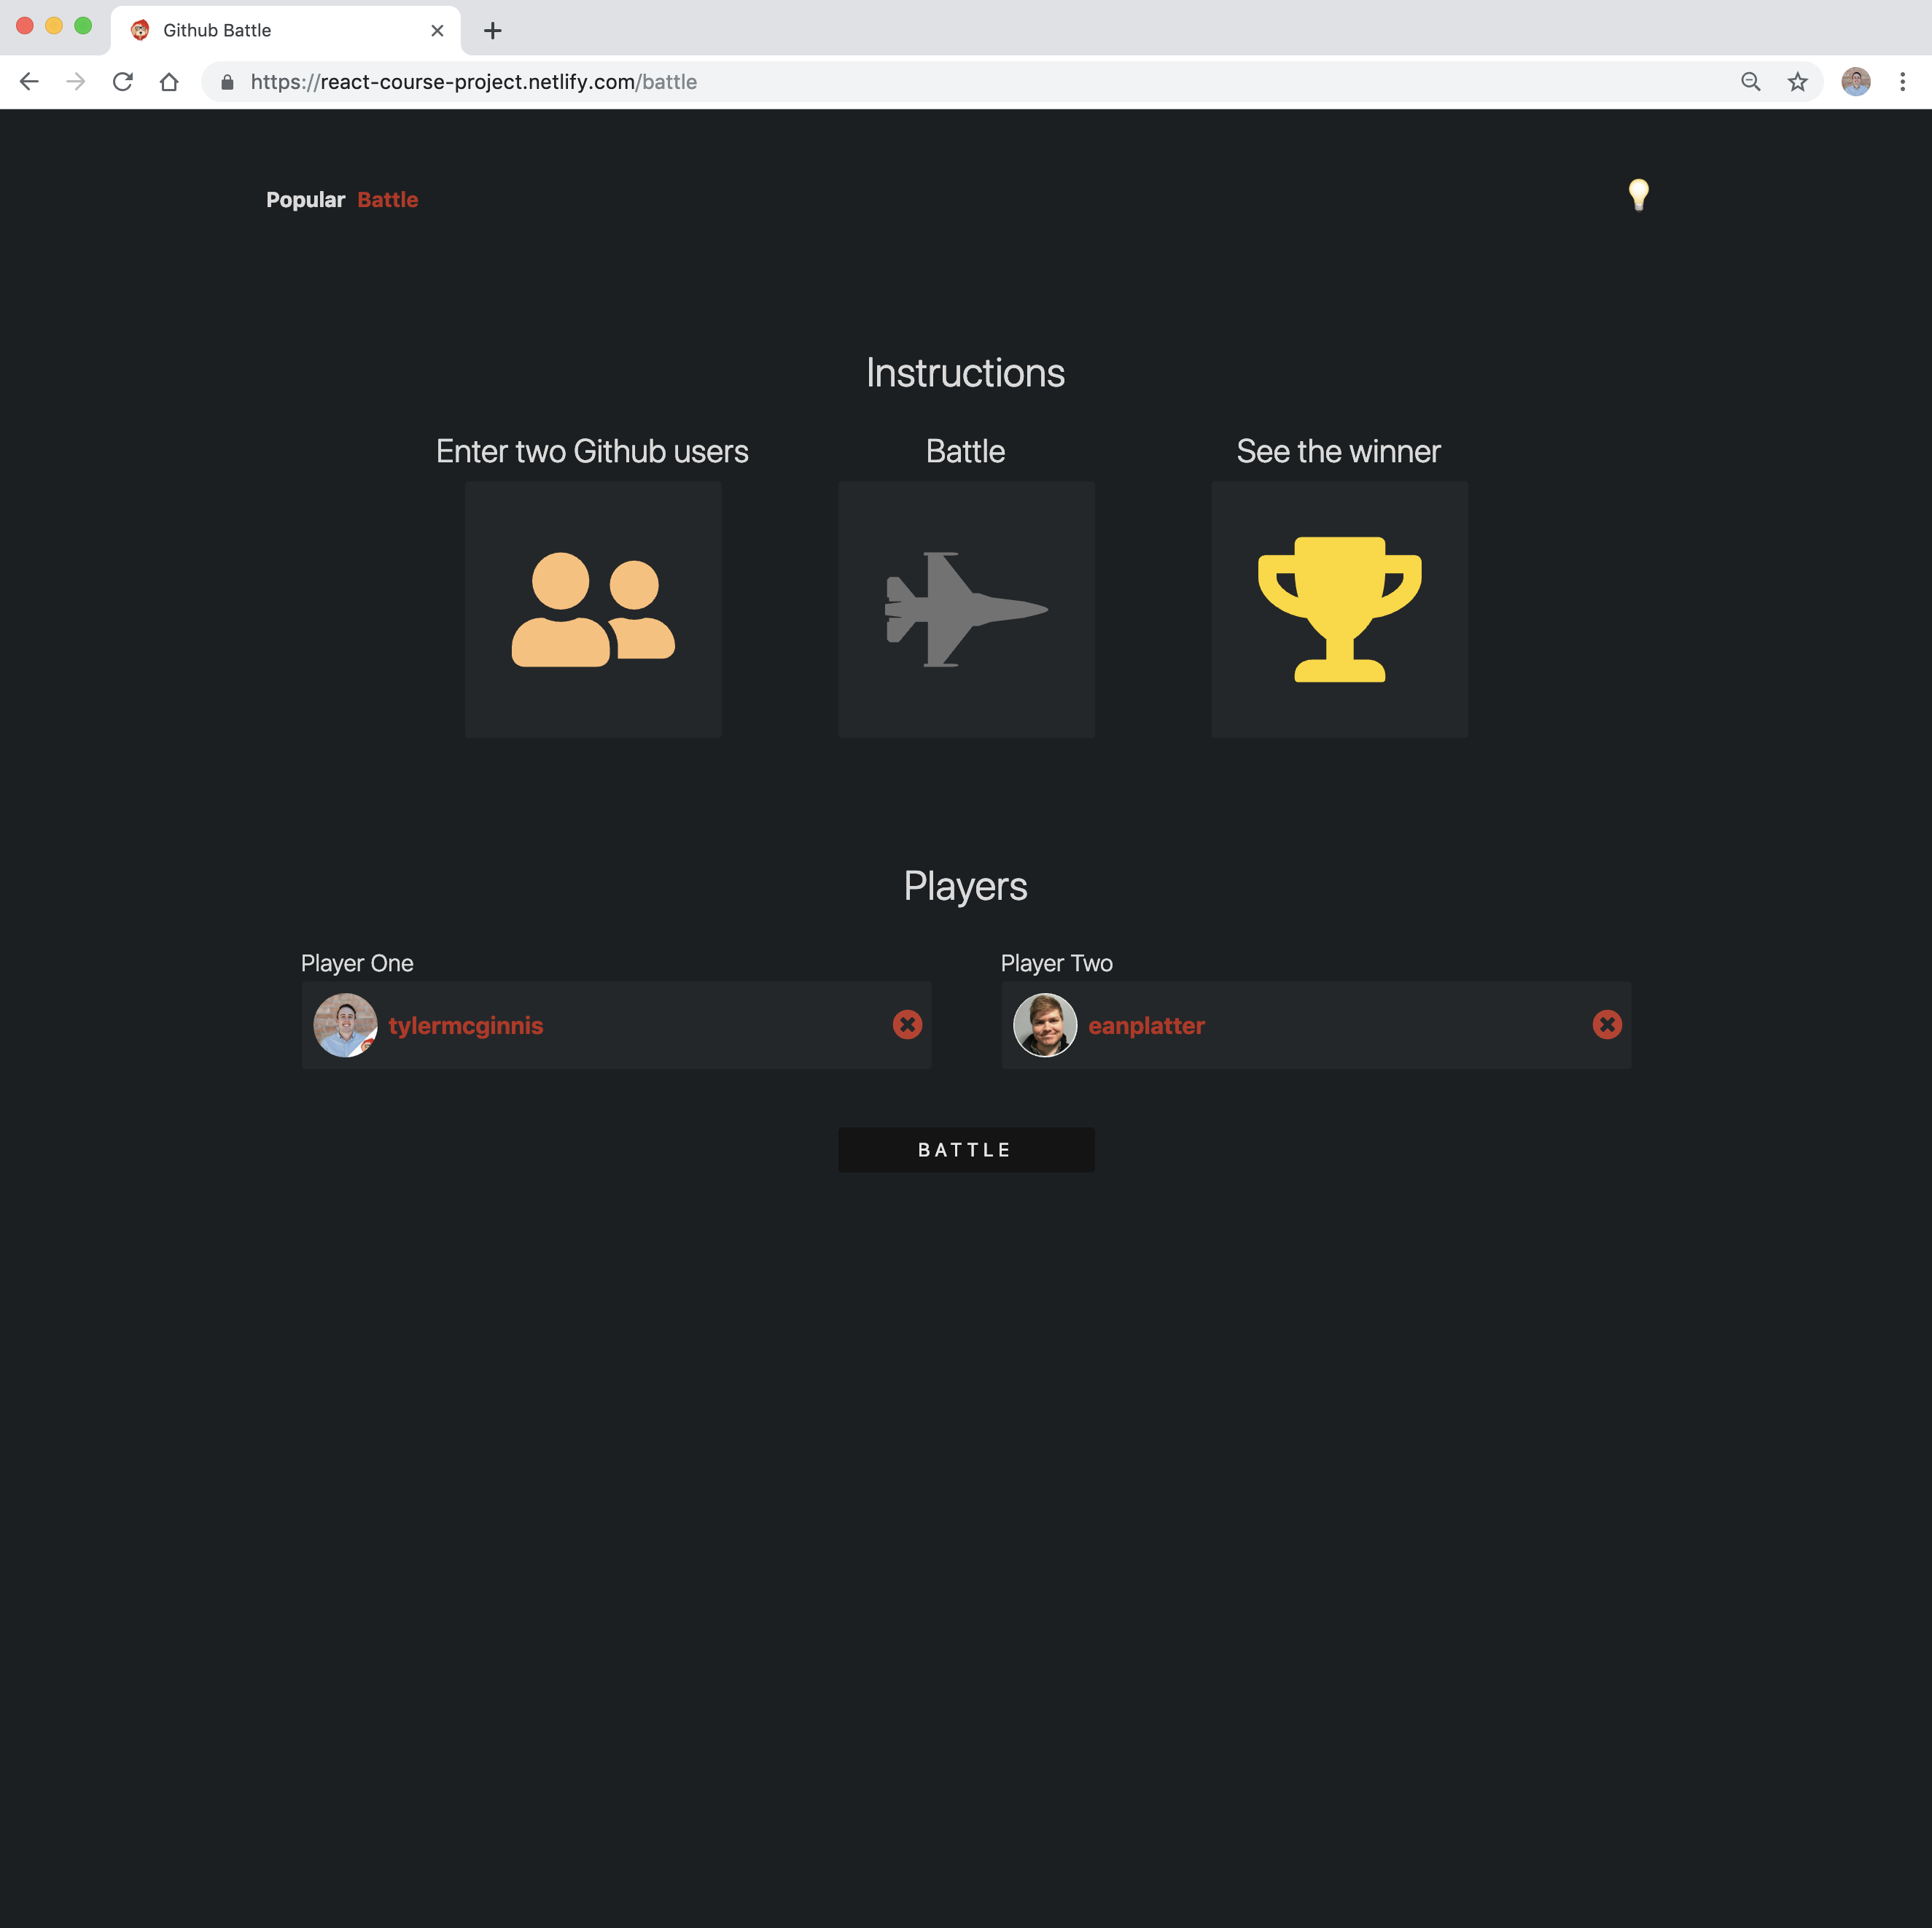 Github Battle
https://react-course-project.netlify.com/battle
Popular Battle
Instructions
Enter two Github users
Battle
See the winner
Players
Player One
Player Two
tylermcginnis
eanplatter
BATTLE